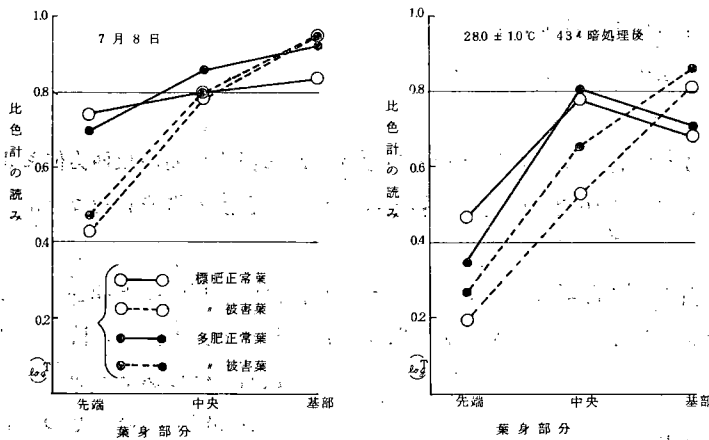 7月8日
1.0
0.8
0.6
0.4
0.2
比色計の読み
標肥正常葉
〃 被害葉
多肥正常葉
〃 被害葉
先端
中央
基部
葉身部分
1.0
0.8
0.6
0.4
0.2
比色計の読み
28.0±1.0℃
暗処理後
先端
中央
基部
葉身部分